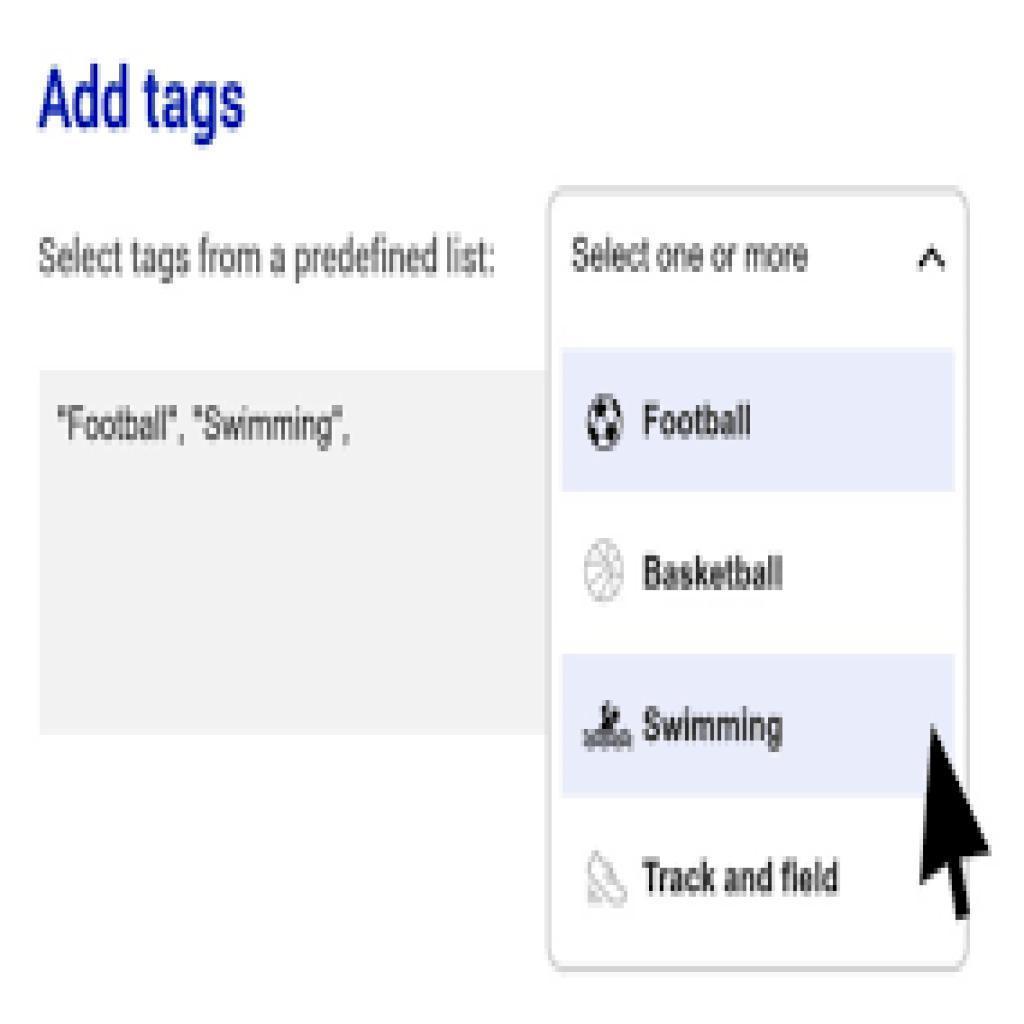 Add tags
Select tags from a predefined list:
Select one or more
"Football", "Swimming",
Football
Basketball
Swimming
Track and field